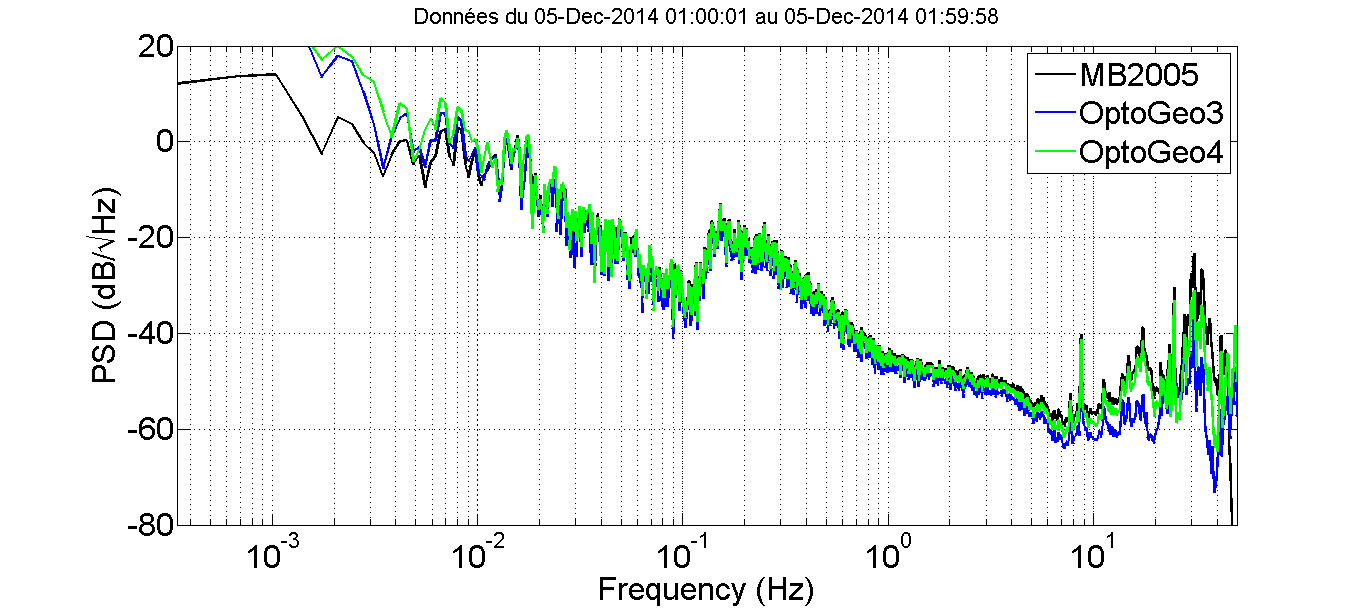 Données du 05-Dec-2014 01:00:01 au 05-Dec-2014 01:59:58
20
0
-20
-40
-60
-80
PSD (dB/√Hz)
MB2005
OptoGeo3
OptoGeo4
10⁻³ 10⁻² 10⁻¹ 10⁰ 10¹
Frequency (Hz)